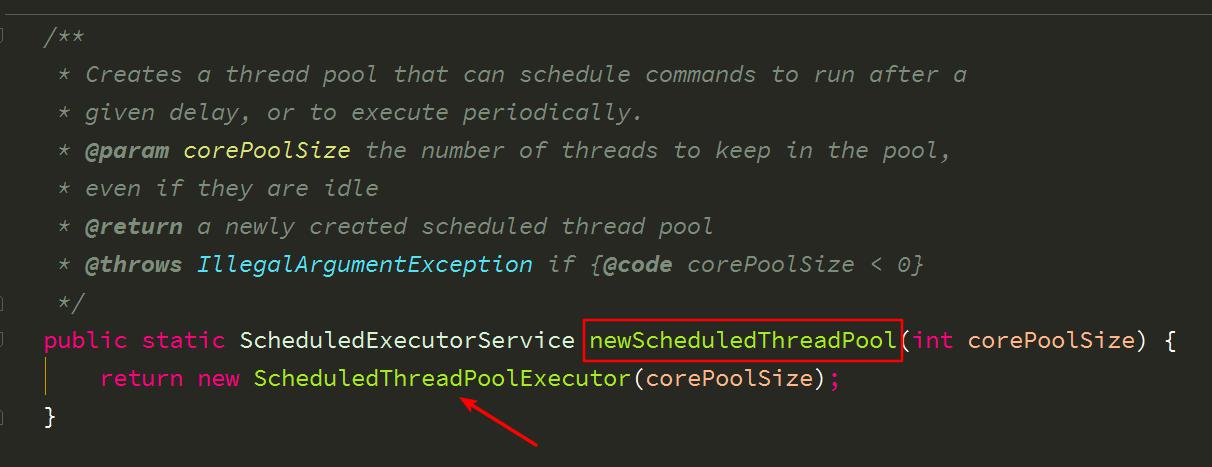 /**
* Creates a thread pool that can schedule commands to run after a
* given delay, or to execute periodically.
* @param corePoolSize the number of threads to keep in the pool,
* even if they are idle
* @return a newly created scheduled thread pool
* @throws IllegalArgumentException if {@code corePoolSize < 0}
*/
public static ScheduledExecutorService newScheduledThreadPool(int corePoolSize) {
return new ScheduledThreadPoolExecutor(corePoolSize);
}